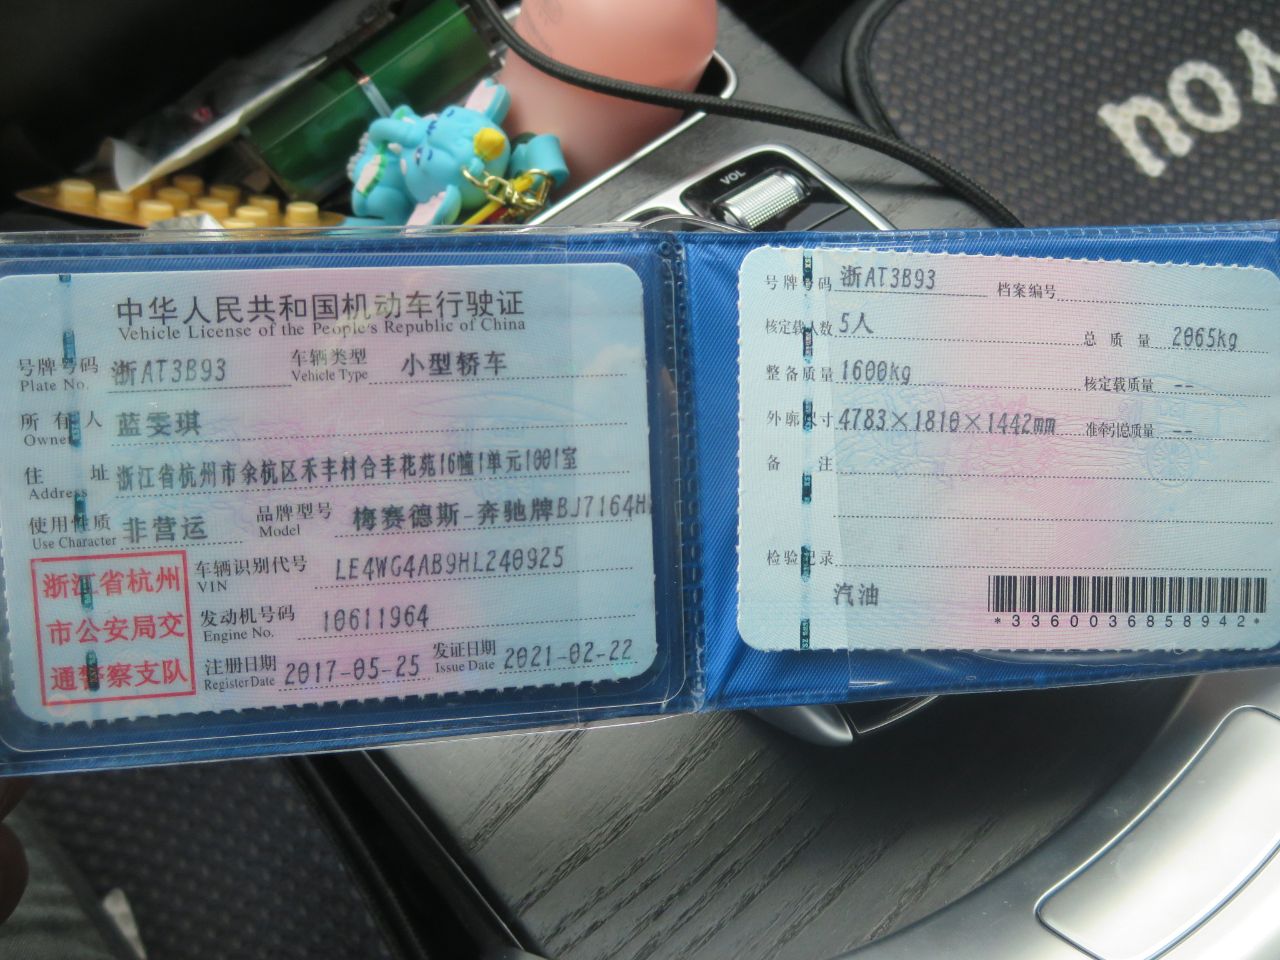 中华人民共和国机动车行驶证
Vehicle License of the People's Republic of China
号牌号码 浙AT3B93 车辆类型 小型轿车
Plate No. Vehicle Type
所有人 蓝雯琪
Owner
住址 浙江省杭州市余杭区禾丰村合丰花苑16幢1单元1001室
Address
使用性质 非营运 品牌型号 梅赛德斯-奔驰牌BJ7164H
Use Character Model
浙江省杭州
市公安局交
通警察支队
车辆识别代号 LE4WG4AB9HL240925
VIN
发动机号码 10611964
Engine No.
注册日期 2017-05-25 发证日期 2021-02-22
Register Date Issue Date
号牌号码 浙AT3B93 档案编号
核定载人数 5人 总质量 2065kg
整备质量 1600kg 核定载质量 --
外廓尺寸 4783×1810×1442mm 准牵引总质量 --
备注
检验记录
汽油
*3360036858942*
VOL